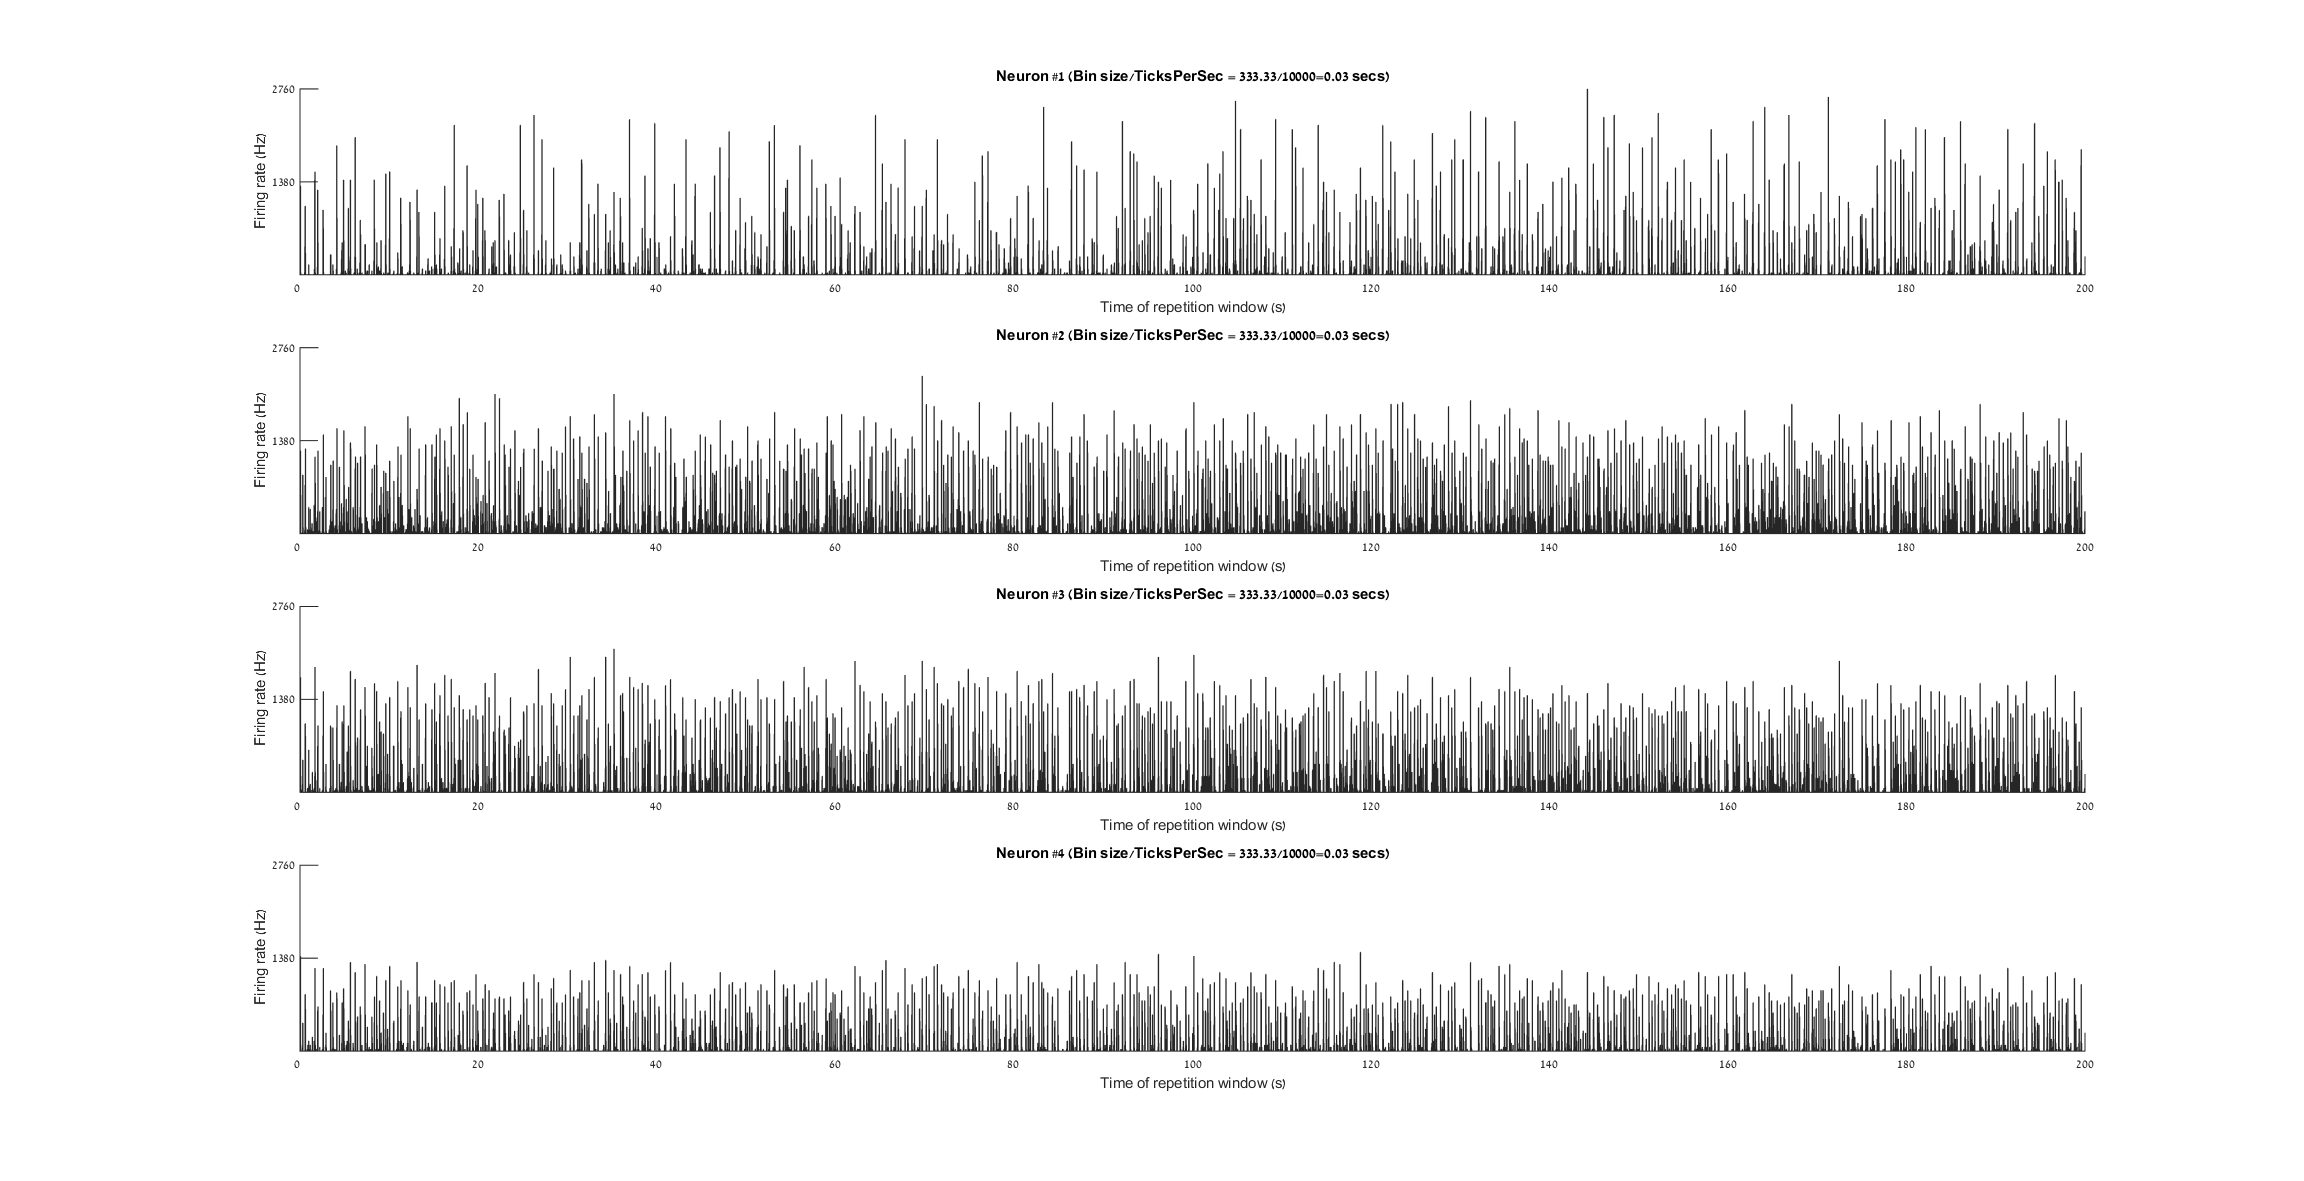 Neuron #1 (Bin size/TicksPerSec = 333.33/10000=0.03 secs)
2760
1380
Firing rate (Hz)
0 20 40 60 80 100 120 140 160 180 200
Time of repetition window (s)
Neuron #2 (Bin size/TicksPerSec = 333.33/10000=0.03 secs)
2760
1380
Firing rate (Hz)
0 20 40 60 80 100 120 140 160 180 200
Time of repetition window (s)
Neuron #3 (Bin size/TicksPerSec = 333.33/10000=0.03 secs)
2760
1380
Firing rate (Hz)
0 20 40 60 80 100 120 140 160 180 200
Time of repetition window (s)
Neuron #4 (Bin size/TicksPerSec = 333.33/10000=0.03 secs)
2760
1380
Firing rate (Hz)
0 20 40 60 80 100 120 140 160 180 200
Time of repetition window (s)